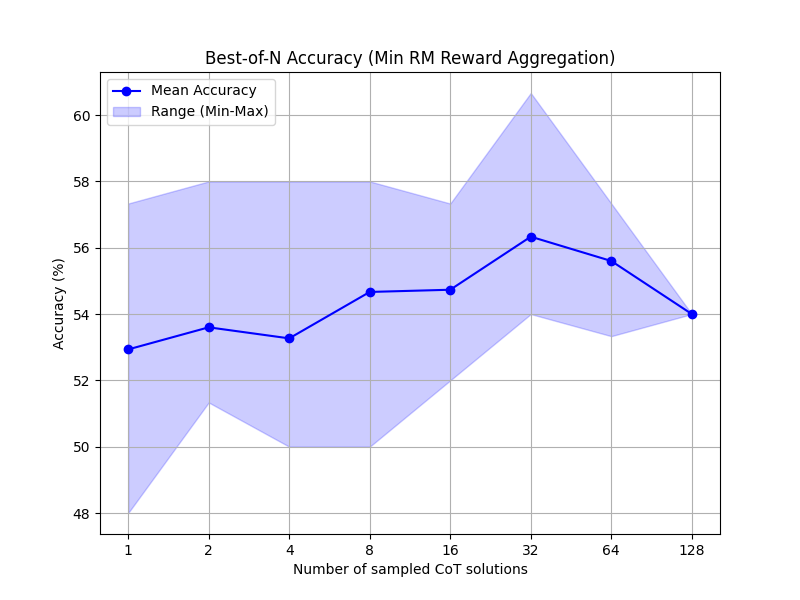 Best-of-N Accuracy (Min RM Reward Aggregation)
Mean Accuracy
Range (Min-Max)
Accuracy (%)
60
58
56
54
52
50
48
1 2 4 8 16 32 64 128
Number of sampled CoT solutions